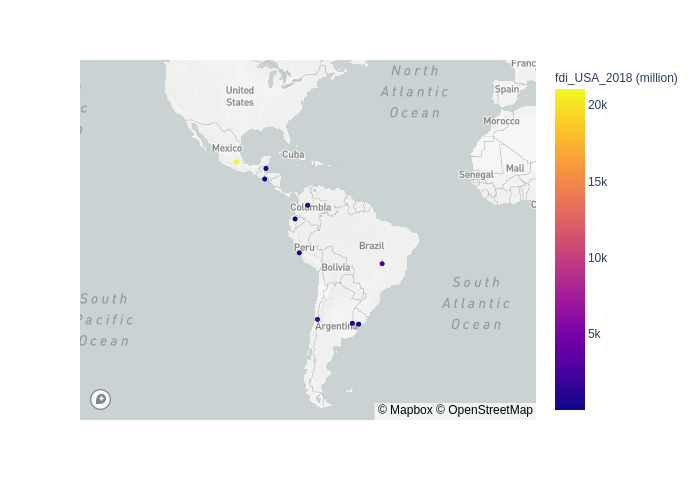 fdi_USA_2018 (million)
20k
15k
10k
5k
North
Atlantic
Ocean
Franc
Spain
United
States
Morocco
Mexico
Cuba
Senegal
Mali
Colombia
Peru
Brazil
Bolivia
South
Atlantic
Ocean
South
Pacific
Ocean
Argentina
© Mapbox © OpenStreetMap